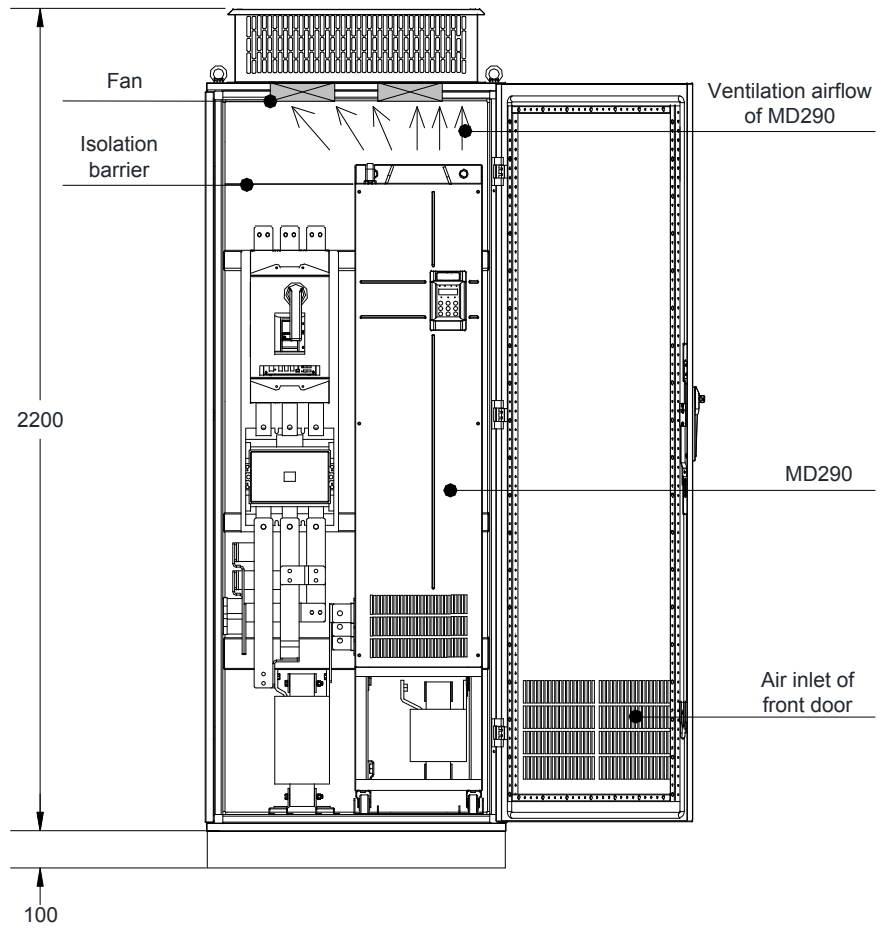 Fan
Ventilation airflow
of MD290
Isolation
barrier
2200
MD290
Air inlet of
front door
100